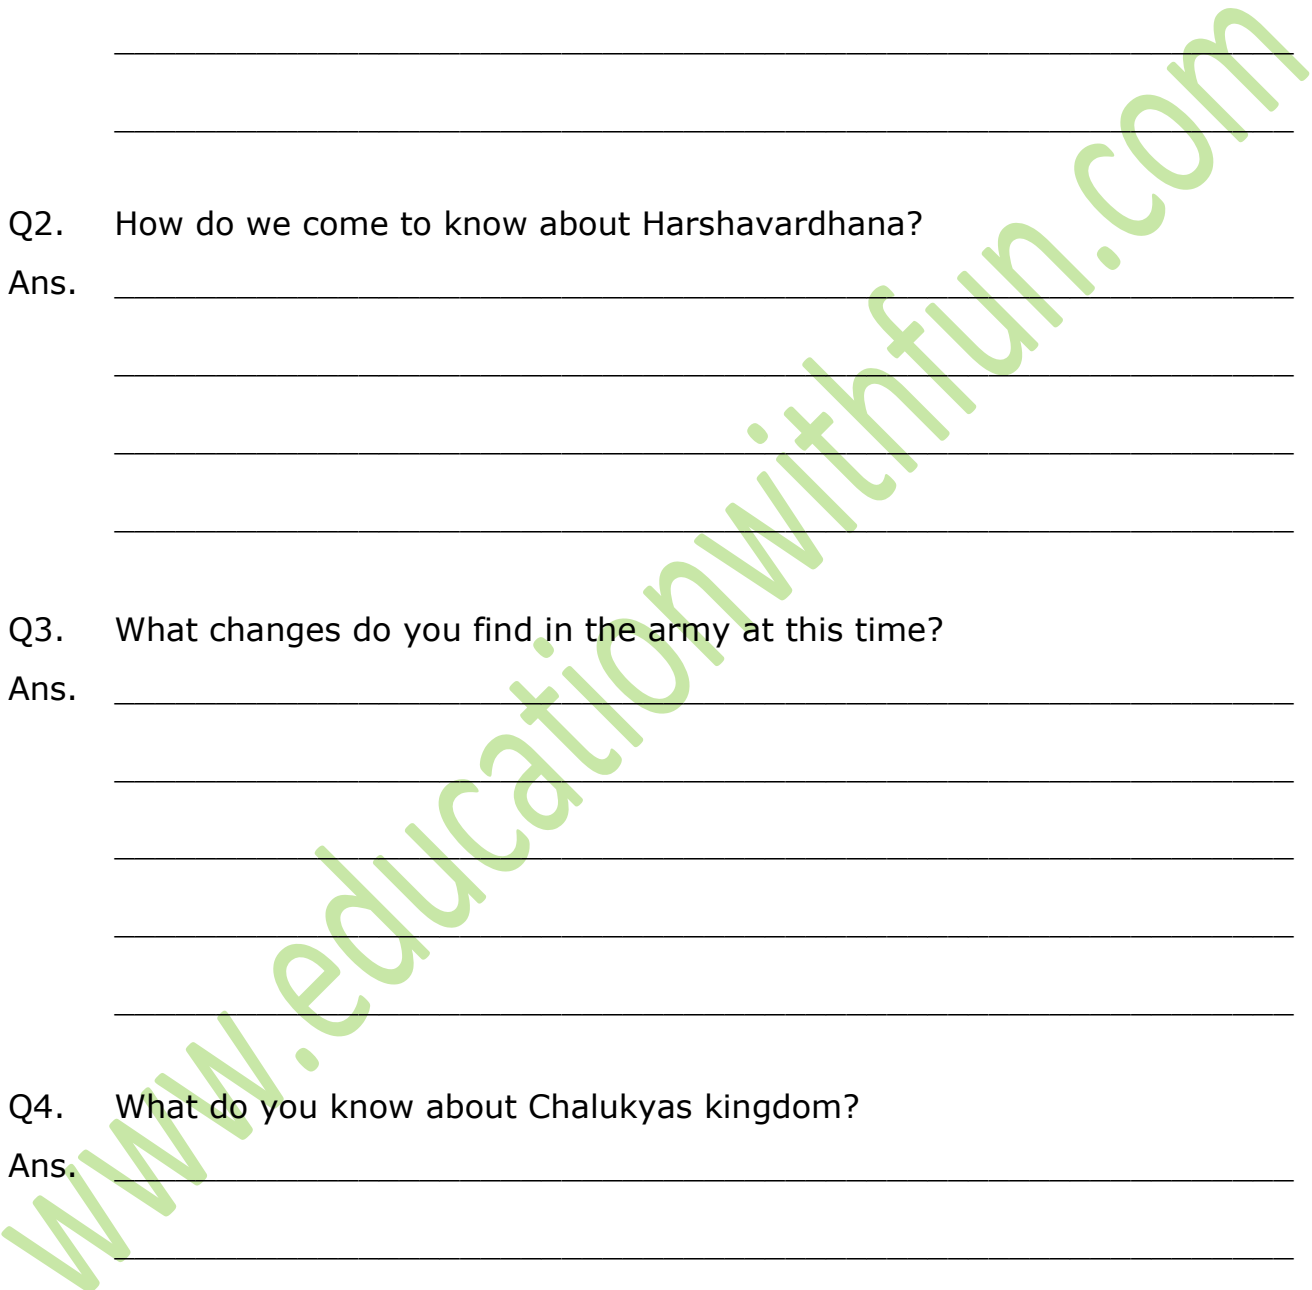 Q2. How do we come to know about Harshavardhana?
Ans.
Q3. What changes do you find in the army at this time?
Ans.
Q4. What do you know about Chalukyas kingdom?
Ans.
www.educationwithfun.com